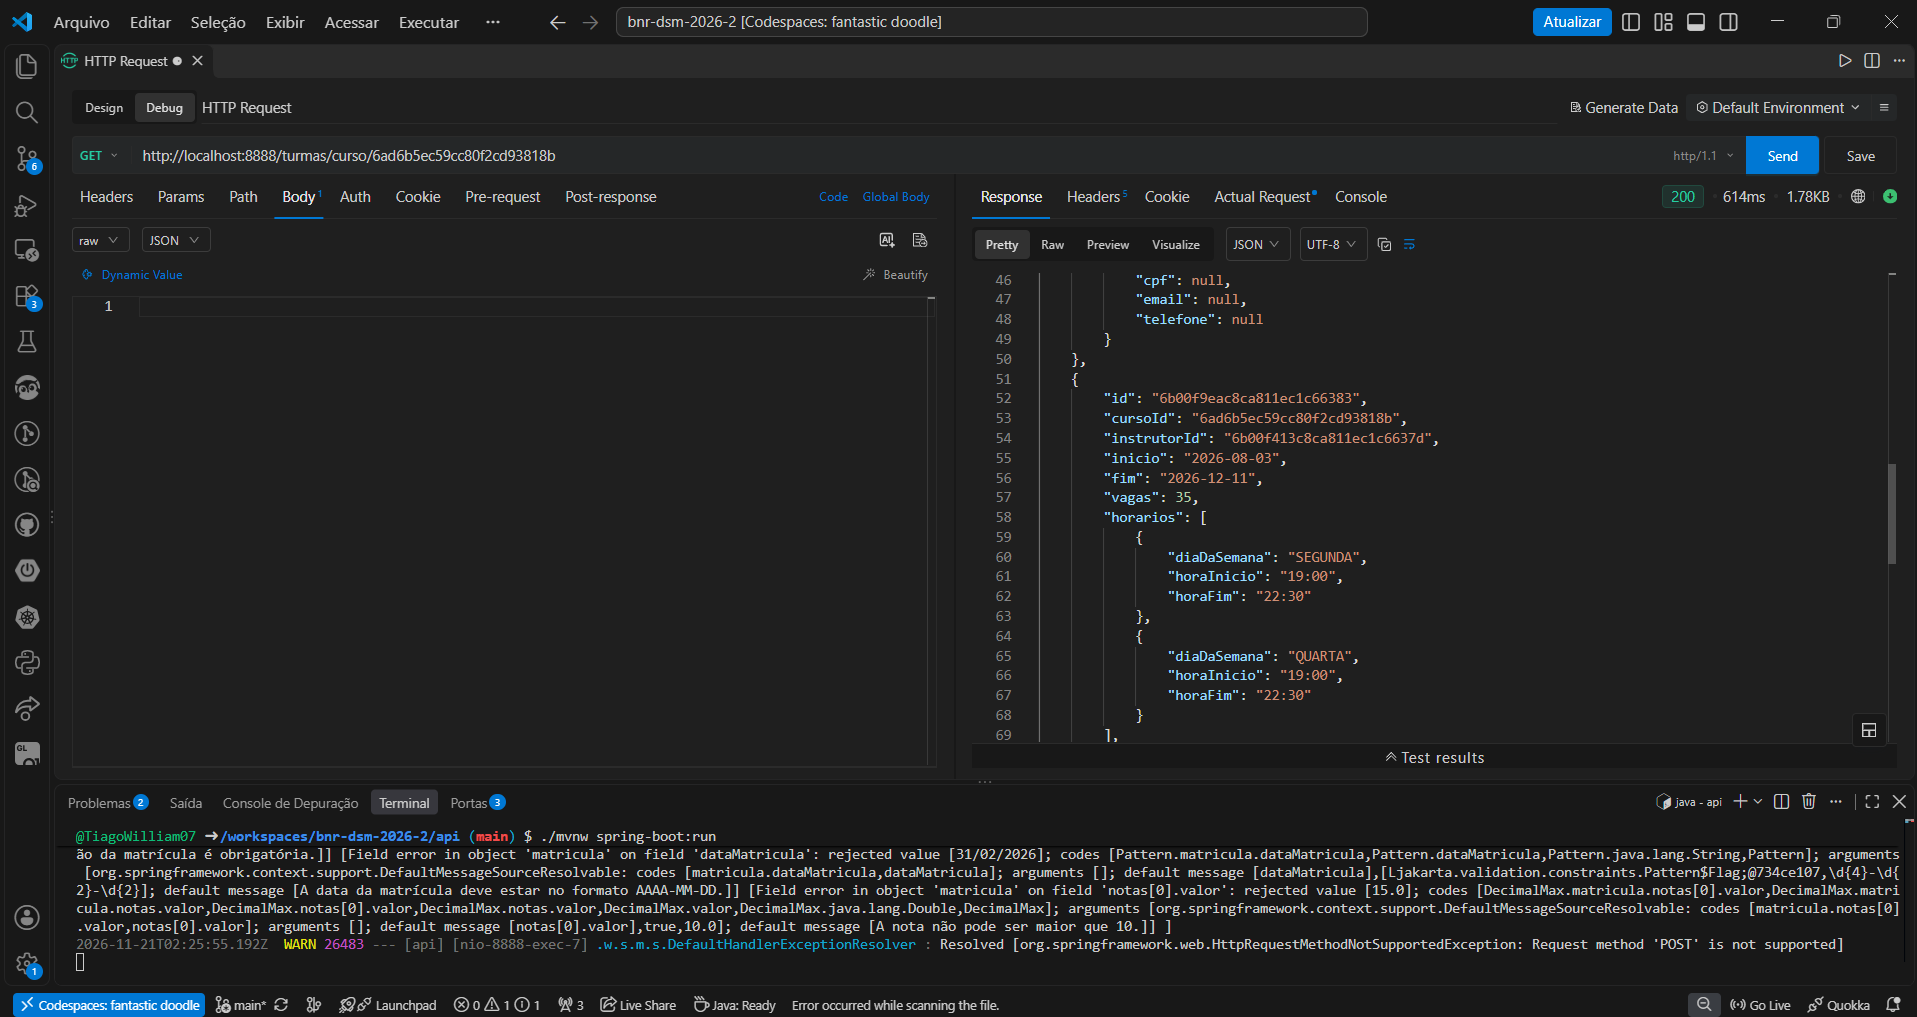 Arquivo Editar Seleção Exibir Acessar Executar ··· bnr-dsm-2026-2 [Codespaces: fantastic doodle] Atualizar
HTTP Request
Design Debug HTTP Request Generate Data Default Environment
GET http://localhost:8888/turmas/curso/6ad6b5ec59cc80f2cd93818b http/1.1 Send Save
Headers Params Path Body 1 Auth Cookie Pre-request Post-response Code Global Body
raw JSON
Dynamic Value Beautify
1
Response Headers 5 Cookie Actual Request Console 200 614ms 1.78KB
Pretty Raw Preview Visualize JSON UTF-8
46 "cpf": null,
47 "email": null,
48 "telefone": null
49 }
50 },
51 {
52 "id": "6b00f9eac8ca811ec1c66383",
53 "cursoId": "6ad6b5ec59cc80f2cd93818b",
54 "instrutorId": "6b00f413c8ca811ec1c6637d",
55 "inicio": "2026-08-03",
56 "fim": "2026-12-11",
57 "vagas": 35,
58 "horarios": [
59 {
60 "diaDaSemana": "SEGUNDA",
61 "horaInicio": "19:00",
62 "horaFim": "22:30"
63 },
64 {
65 "diaDaSemana": "QUARTA",
66 "horaInicio": "19:00",
67 "horaFim": "22:30"
68 }
69 ],
Test results
Problemas 2 Saída Console de Depuração Terminal Portas 3 java - api
@TiagoWilliam07 ➜ /workspaces/bnr-dsm-2026-2/api (main) $ ./mvnw spring-boot:run
ão da matrícula é obrigatória.]] [Field error in object 'matricula' on field 'dataMatricula': rejected value [31/02/2026]; codes [Pattern.matricula.dataMatricula,Pattern.dataMatricula,Pattern.java.lang.String,Pattern]; arguments
[org.springframework.context.support.DefaultMessageSourceResolvable: codes [matricula.dataMatricula,dataMatricula]; arguments []; default message [dataMatricula],[Ljakarta.validation.constraints.Pattern$Flag;@734ce107,\d{4}-\d{
2}-\d{2}]; default message [A data da matrícula deve estar no formato AAAA-MM-DD.]] [Field error in object 'matricula' on field 'notas[0].valor': rejected value [15.0]; codes [DecimalMax.matricula.notas[0].valor,DecimalMax.matri
cula.notas.valor,DecimalMax.notas[0].valor,DecimalMax.notas.valor,DecimalMax.valor,DecimalMax.java.lang.Double,DecimalMax]; arguments [org.springframework.context.support.DefaultMessageSourceResolvable: codes [matricula.notas[0]
.valor,notas[0].valor]; arguments []; default message [notas[0].valor],true,10.0]; default message [A nota não pode ser maior que 10.]] ]
2026-11-21T02:25:55.192Z WARN 26483 --- [api] [nio-8888-exec-7] .w.s.m.s.DefaultHandlerExceptionResolver : Resolved [org.springframework.web.HttpRequestMethodNotSupportedException: Request method 'POST' is not supported]
Codespaces: fantastic doodle main* Launchpad 0 1 1 3 Live Share Java: Ready Error occurred while scanning the file. Go Live Quokka